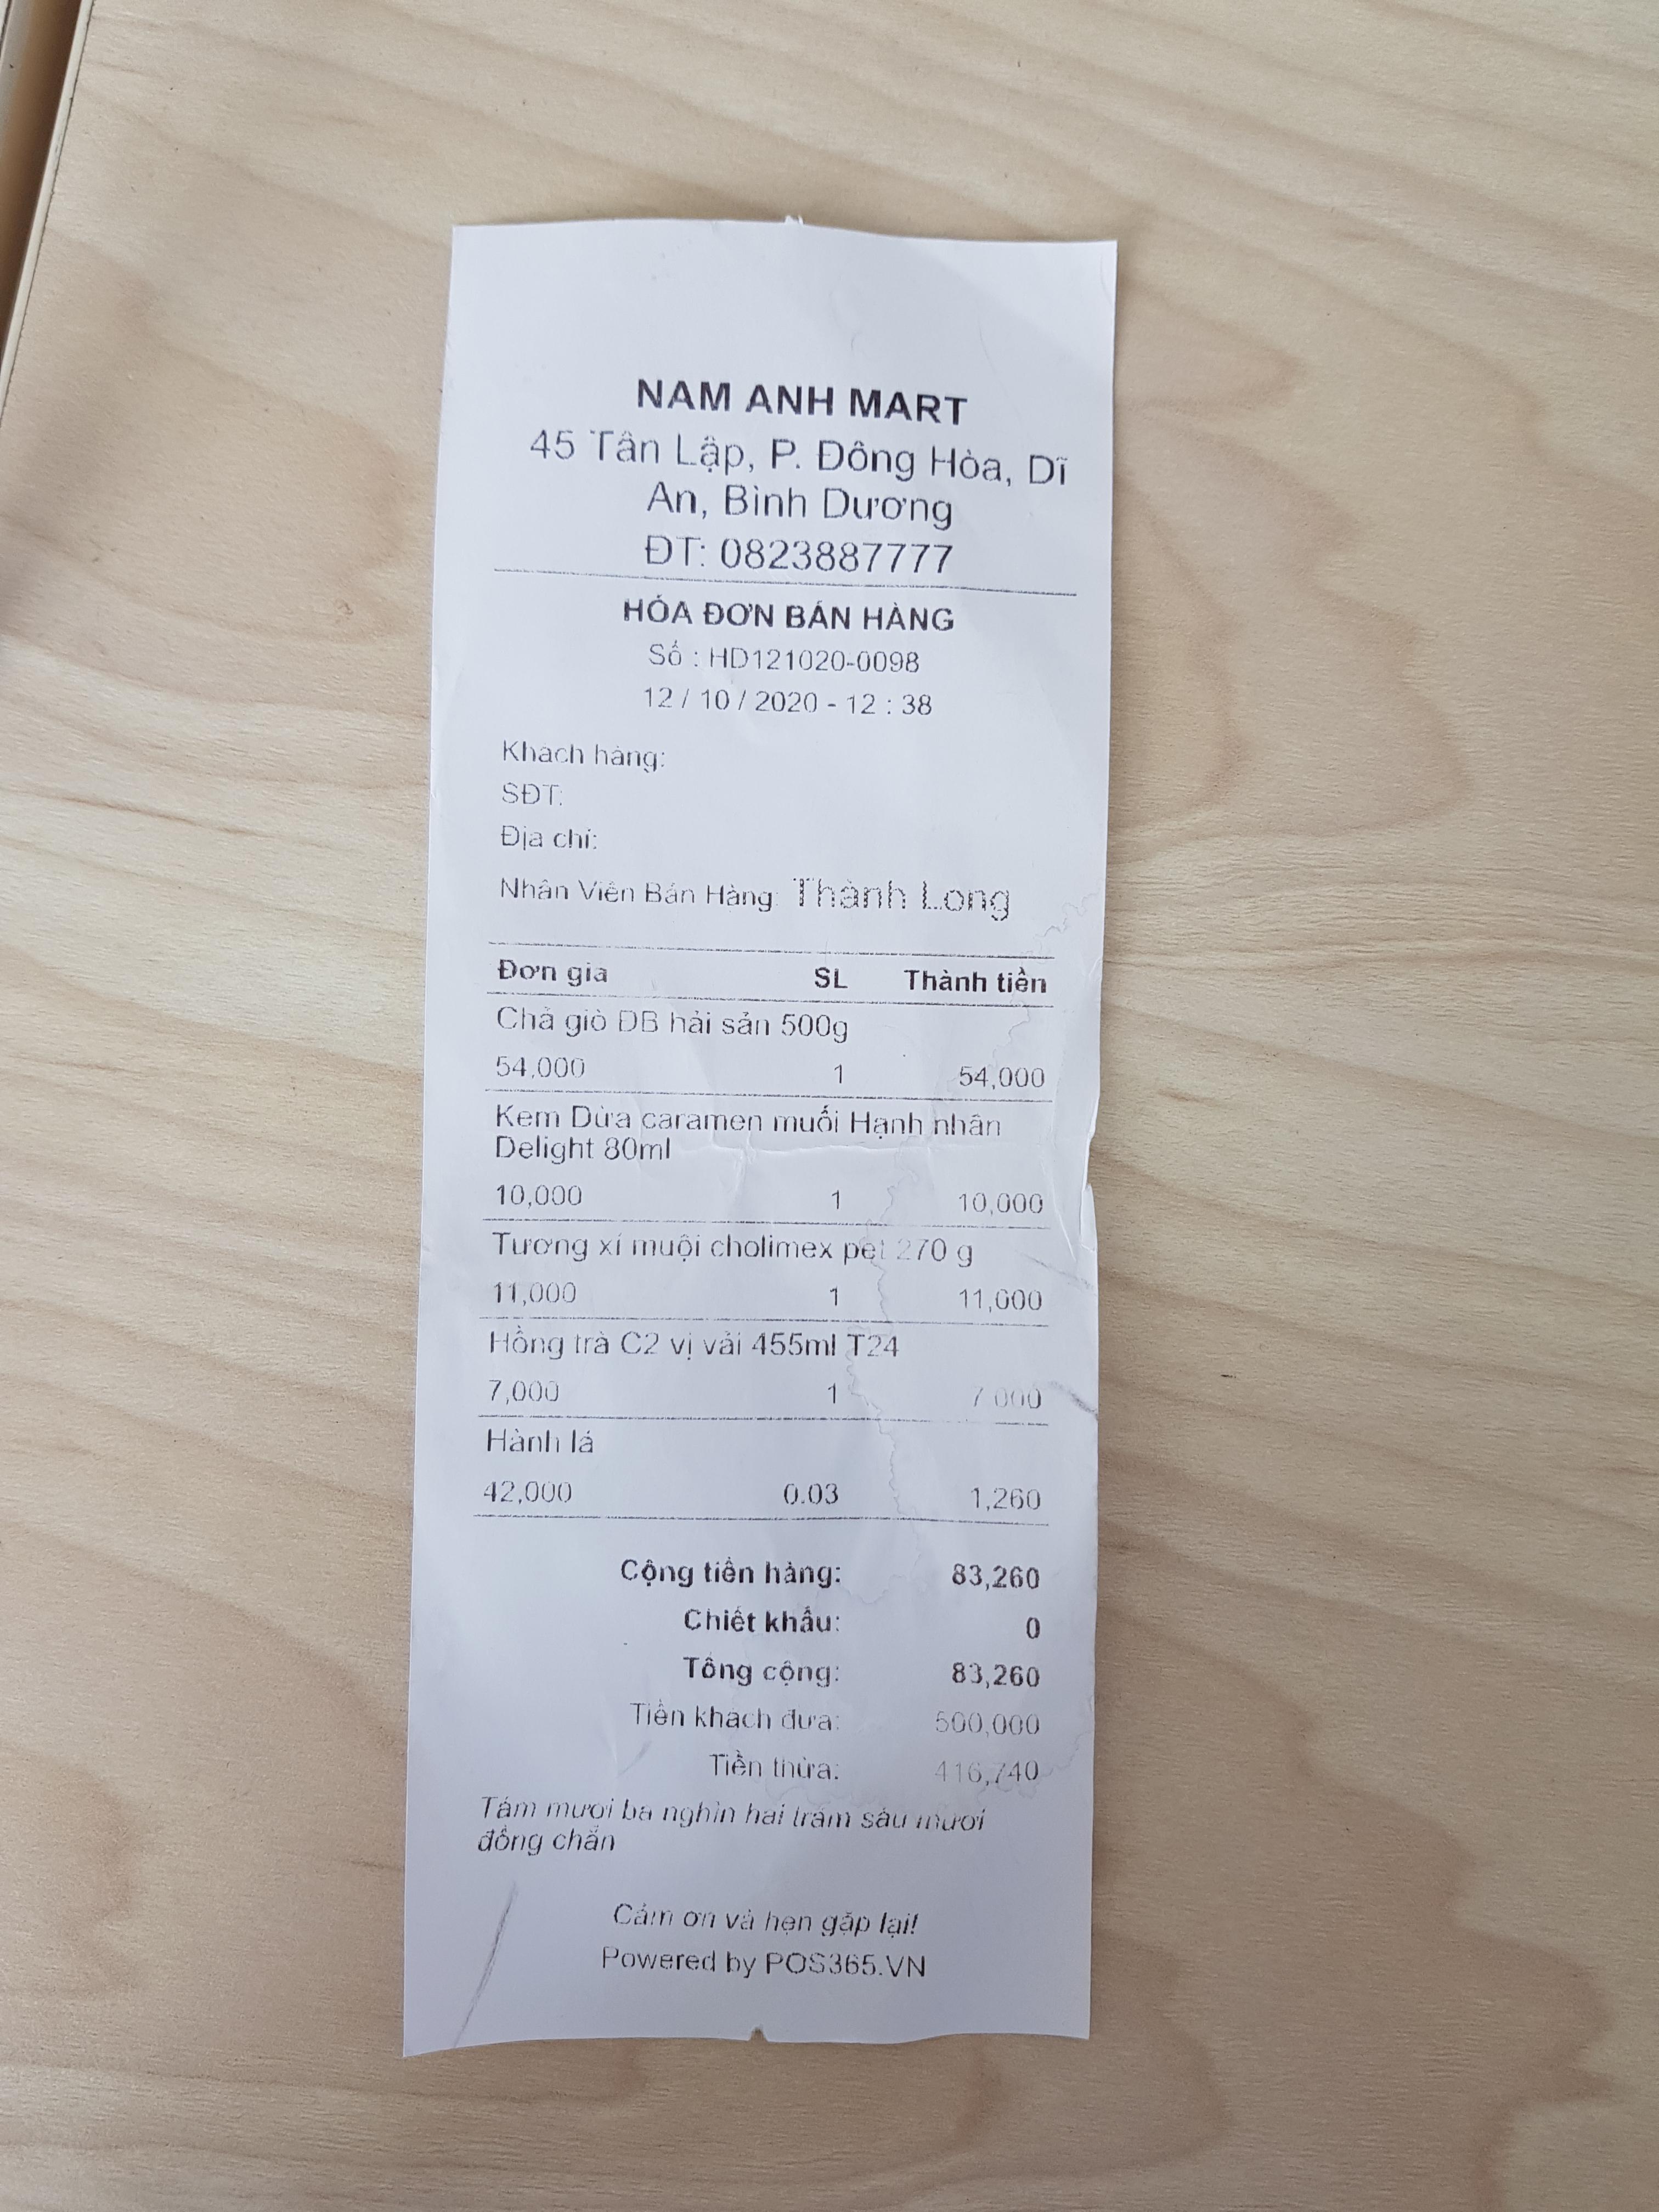 NAM ANH MART
45 Tân Lập, P. Đông Hòa, Dĩ
An, Bình Dương
ĐT: 0823887777
HÓA ĐƠN BÁN HÀNG
Số : HD121020-0098
12 / 10 / 2020 - 12 : 38
Khách hàng:
SĐT:
Địa chỉ:
Nhân Viên Bán Hàng: Thành Long
Đơn giá SL Thành tiền
Chả giò ĐB hải sản 500g
54,000 1 54,000
Kem Dừa caramen muối Hạnh nhân
Delight 80ml
10,000 1 10,000
Tương xí muội cholimex pet 270 g
11,000 1 11,000
Hồng trà C2 vị vải 455ml T24
7,000 1 7,000
Hành lá
42,000 0.03 1,260
Cộng tiền hàng: 83,260
Chiết khấu: 0
Tổng cộng: 83,260
Tiền khách đưa: 500,000
Tiền thừa: 416,740
Tám mươi ba nghìn hai trăm sáu mươi
đồng chẵn
Cảm ơn và hẹn gặp lại!
Powered by POS365.VN